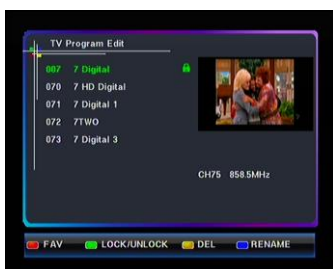 TV Program Edit
007 7 Digital
070 7 HD Digital
071 7 Digital 1
072 7TWO
073 7 Digital 3
CH75 858.5MHz
FAV LOCK/UNLOCK DEL RENAME